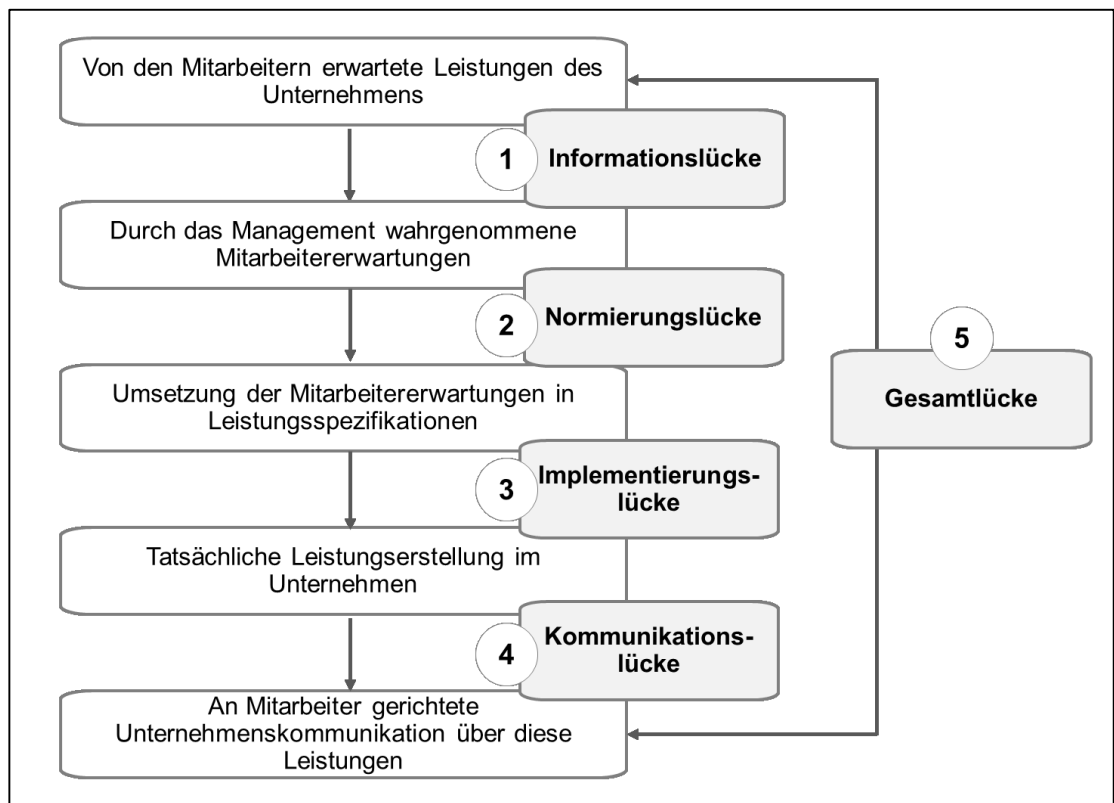 Von den Mitarbeitern erwartete Leistungen des
Unternehmens
1
Informationslücke
Durch das Management wahrgenommene
Mitarbeitererwartungen
2
Normierungslücke
5
Gesamtlücke
Umsetzung der Mitarbeitererwartungen in
Leistungsspezifikationen
3
Implementierungs-
lücke
Tatsächliche Leistungserstellung im
Unternehmen
4
Kommunikations-
lücke
An Mitarbeiter gerichtete
Unternehmenskommunikation über diese
Leistungen